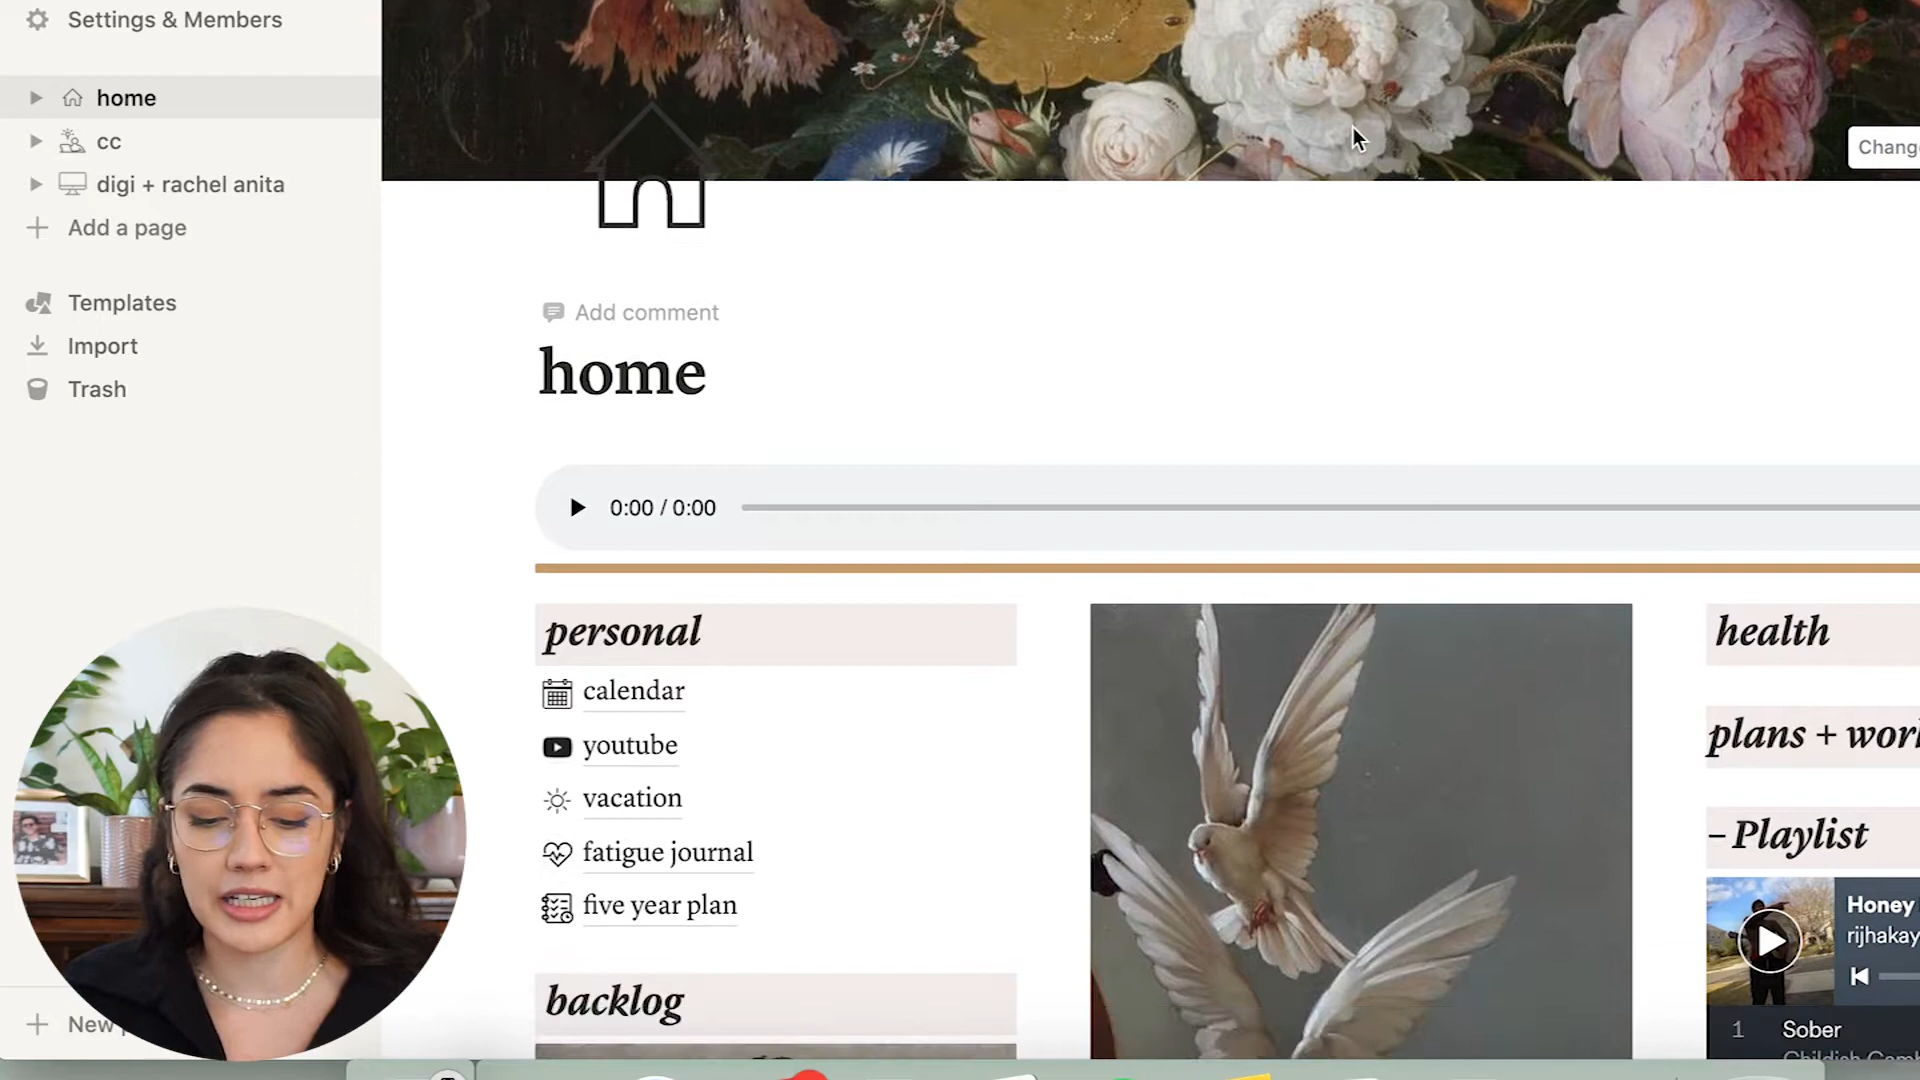 Settings & Members
home
cc
digi + rachel anita
Add a page
Templates
Import
Trash
New
Chang
Add comment
home
0:00 / 0:00
personal
calendar
youtube
vacation
fatigue journal
five year plan
backlog
health
plans + worl
– Playlist
Honey
rijhakay
1 Sober